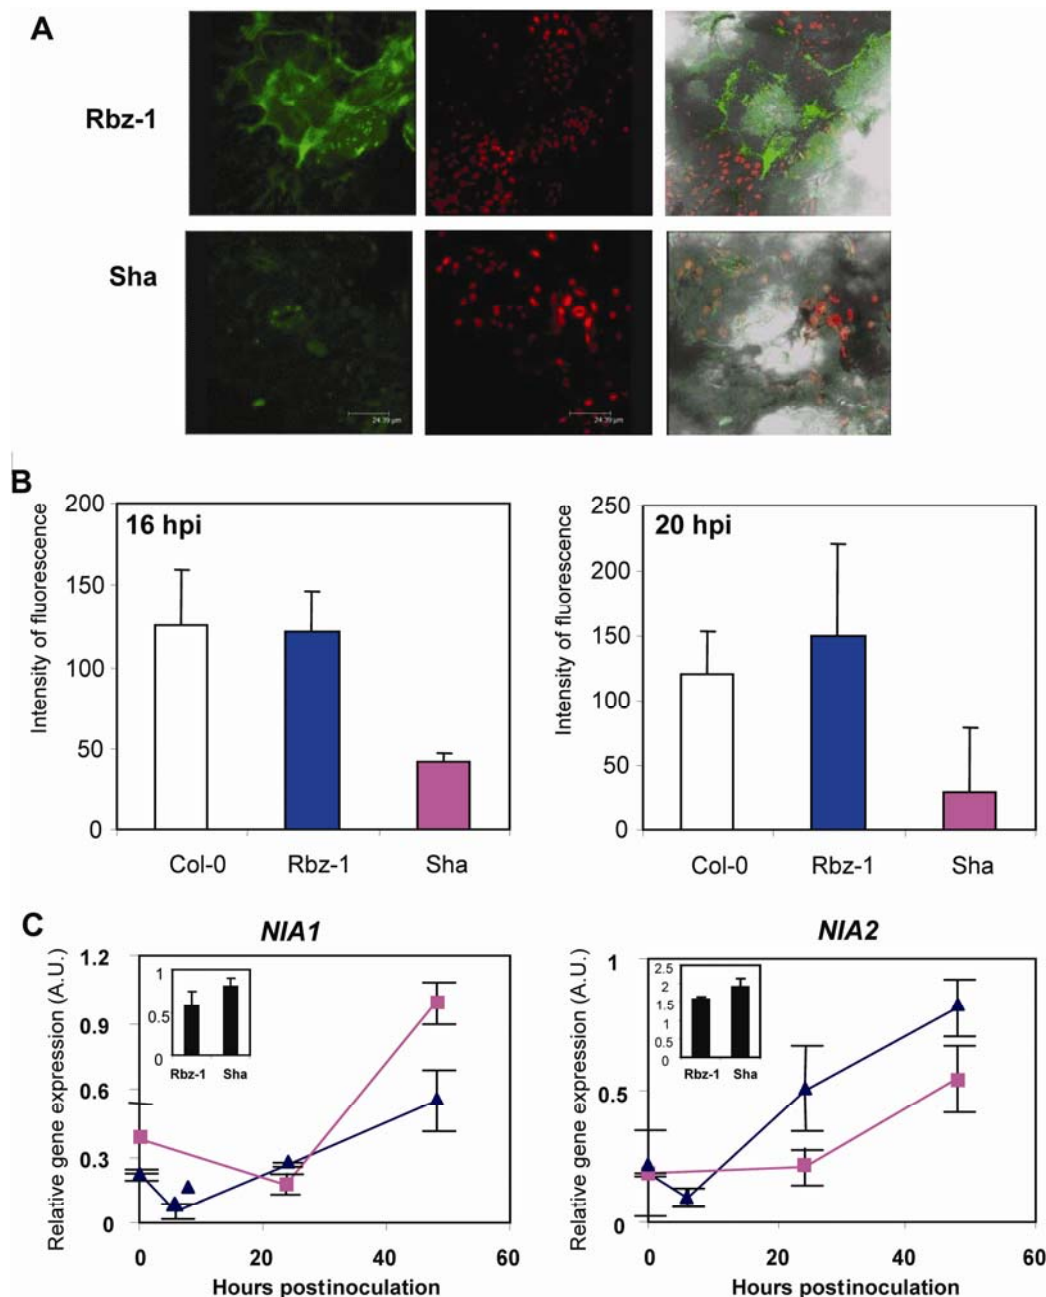 A
Rbz-1
Sha
24.39 µm
24.39 µm
B
16 hpi
20 hpi
Intensity of fluorescence
200
150
100
50
0
Col-0
Rbz-1
Sha
Intensity of fluorescence
250
200
150
100
50
0
Col-0
Rbz-1
Sha
C
NIA1
NIA2
Relative gene expression (A.U.)
1.2
0.9
0.6
0.3
0
1
0.5
0
Rbz-1 Sha
0 20 40 60
Hours postinoculation
Relative gene expression (A.U.)
1
0.5
0
2.5
2
1.5
1
0.5
0
Rbz-1 Sha
0 20 40 60
Hours postinoculation